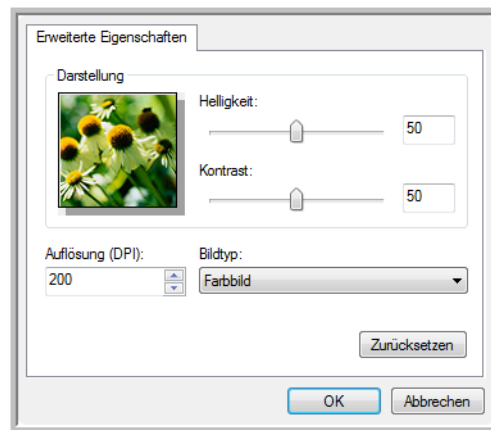 Erweiterte Eigenschaften
Darstellung
Helligkeit:
50
Kontrast:
50
Auflösung (DPI):
Bildtyp:
200
Farbbild
Zurücksetzen
OK
Abbrechen